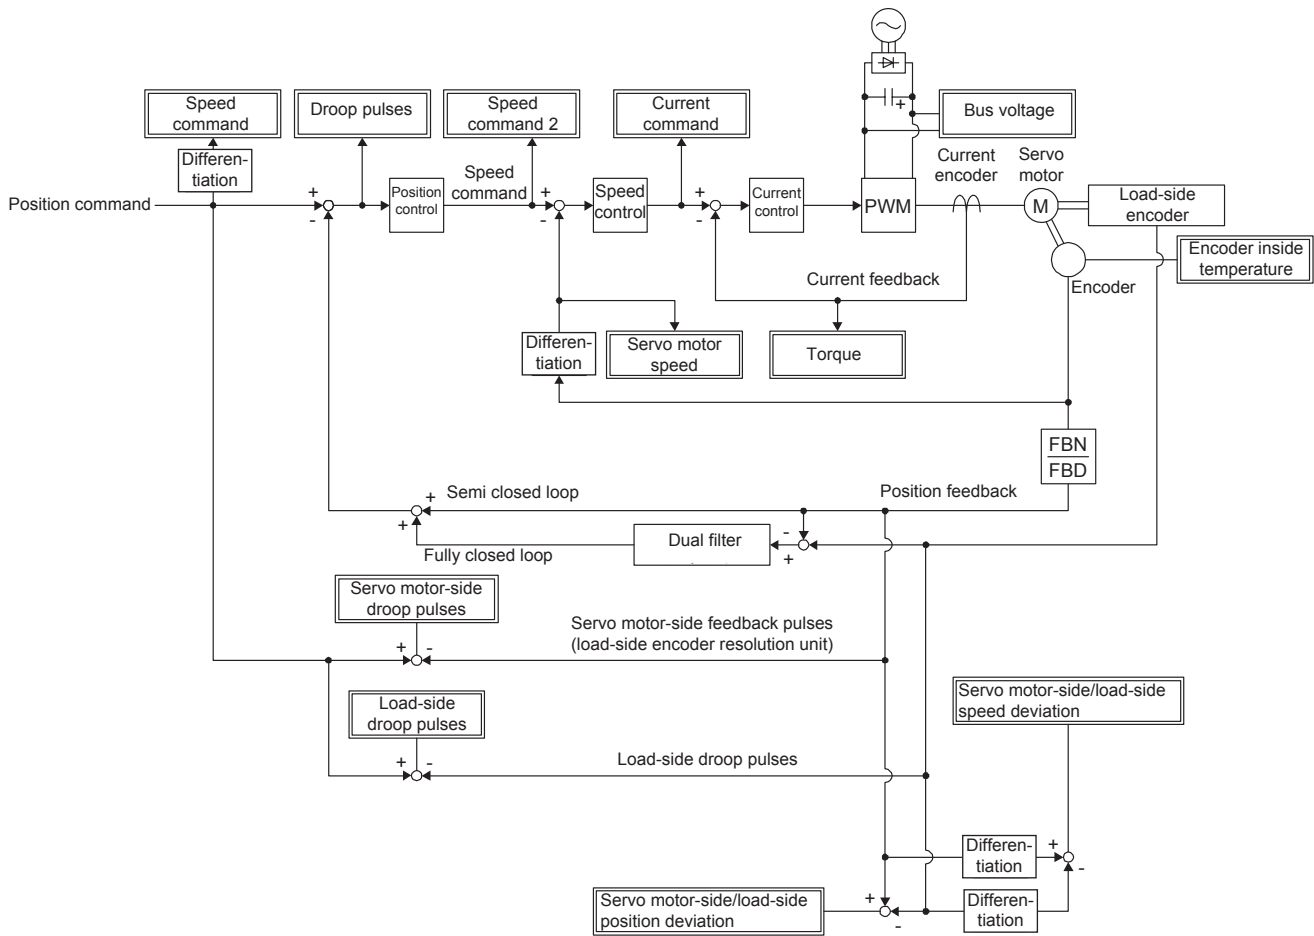 Speed
command
Droop pulses
Speed
command 2
Current
command
+
Bus voltage
Differen-
tiation
Speed
command
Current
encoder
Servo
motor
Position command
+
-
Position
control
+
-
Speed
control
+
-
Current
control
PWM
M
Load-side
encoder
Encoder inside
temperature
Encoder
Current feedback
Differen-
tiation
Servo motor
speed
Torque
FBN
FBD
Semi closed loop
Position feedback
+
+
Fully closed loop
Dual filter
-
+
Servo motor-side
droop pulses
Servo motor-side feedback pulses
(load-side encoder resolution unit)
+
-
Load-side
droop pulses
Load-side droop pulses
+
-
Servo motor-side/load-side
speed deviation
Differen-
tiation
+
-
Servo motor-side/load-side
position deviation
+
-
Differen-
tiation